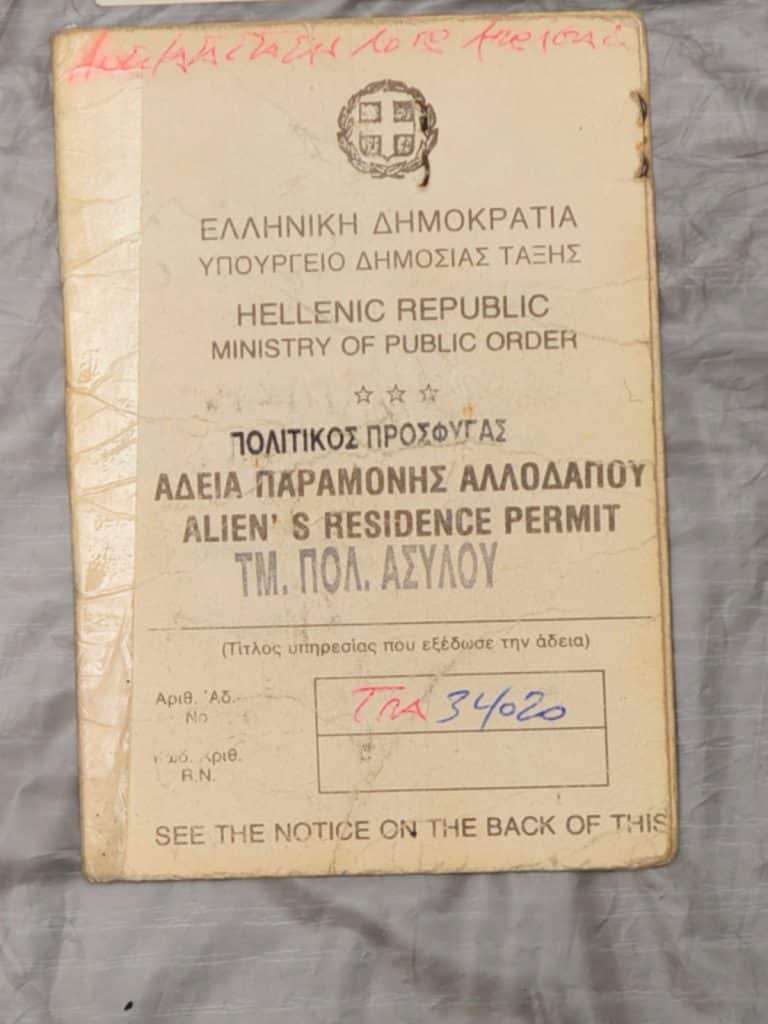 ΕΛΛΗΝΙΚΗ ΔΗΜΟΚΡΑΤΙΑ
ΥΠΟΥΡΓΕΙΟ ΔΗΜΟΣΙΑΣ ΤΑΞΗΣ
HELLENIC REPUBLIC
MINISTRY OF PUBLIC ORDER
ΠΟΛΙΤΙΚΟΣ ΠΡΟΣΦΥΓΑΣ
ΑΔΕΙΑ ΠΑΡΑΜΟΝΗΣ ΑΛΛΟΔΑΠΟΥ
ALIEN' S RESIDENCE PERMIT
ΤΜ. ΠΟΛ. ΑΣΥΛΟΥ
(Τίτλος υπηρεσίας που εξέδωσε την άδεια)
Αριθ. Άδ.
No
ΤΠΑ 34020
R.N.
SEE THE NOTICE ON THE BACK OF THIS